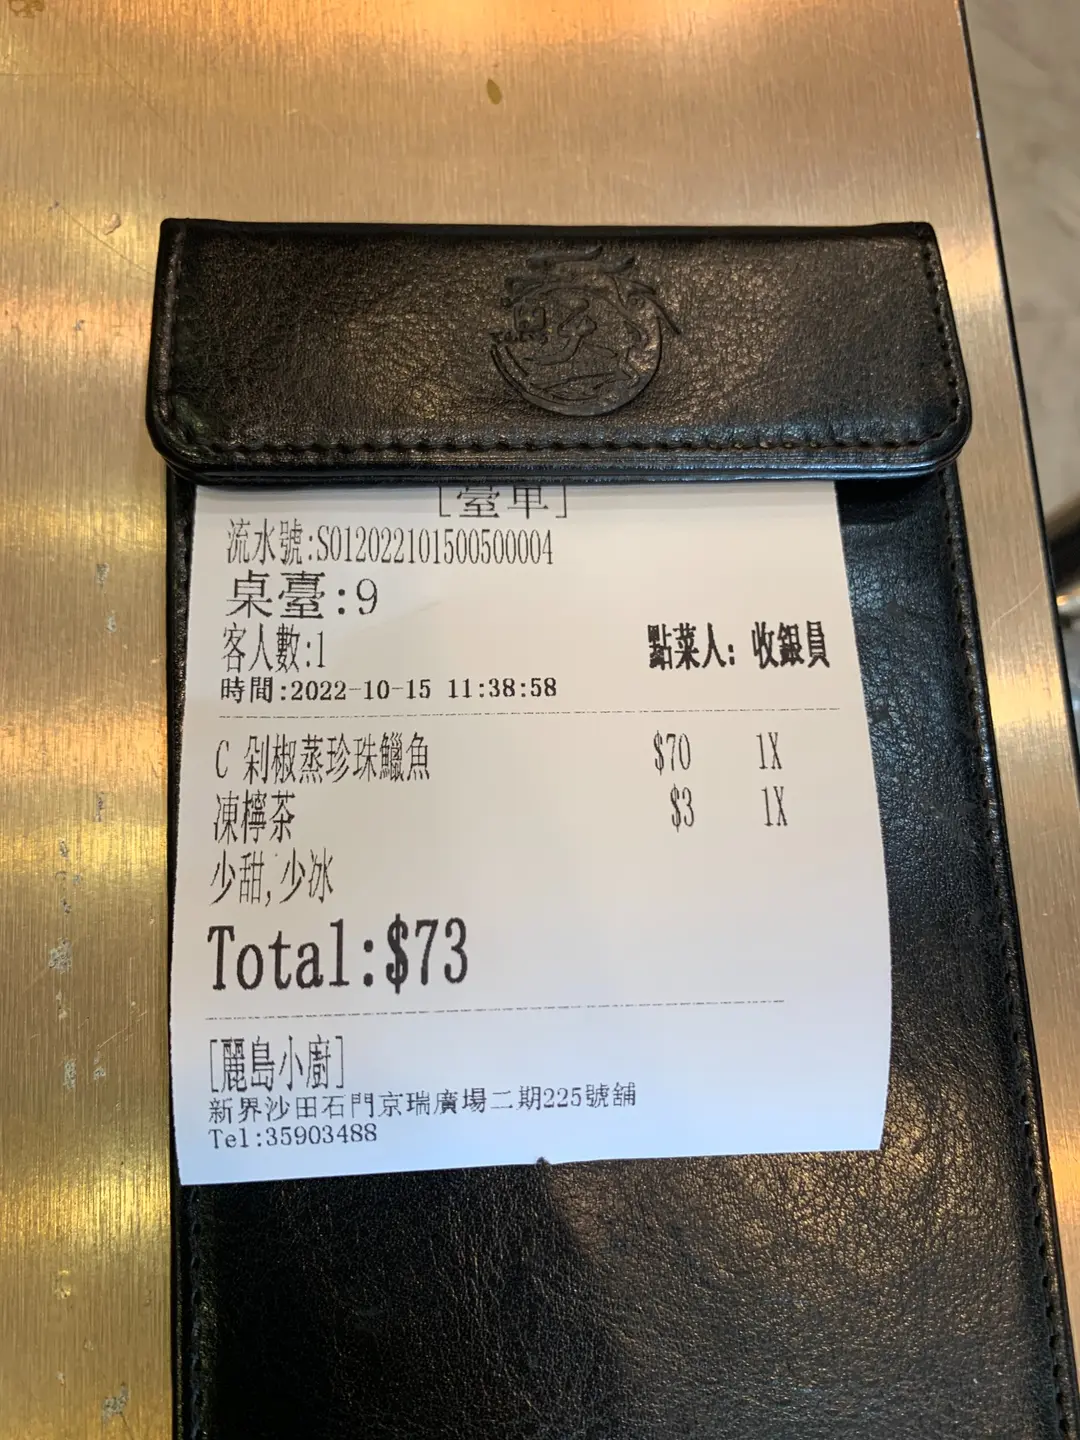 [臺單]
流水號:S012022101500500004
桌臺:9
客人數:1 點菜人: 收銀員
時間:2022-10-15 11:38:58
C 剁椒蒸珍珠鱲魚 $70 1X
凍檸茶 $3 1X
少甜,少冰
Total:$73
[麗島小廚]
新界沙田石門京瑞廣場二期225號舖
Tel:35903488